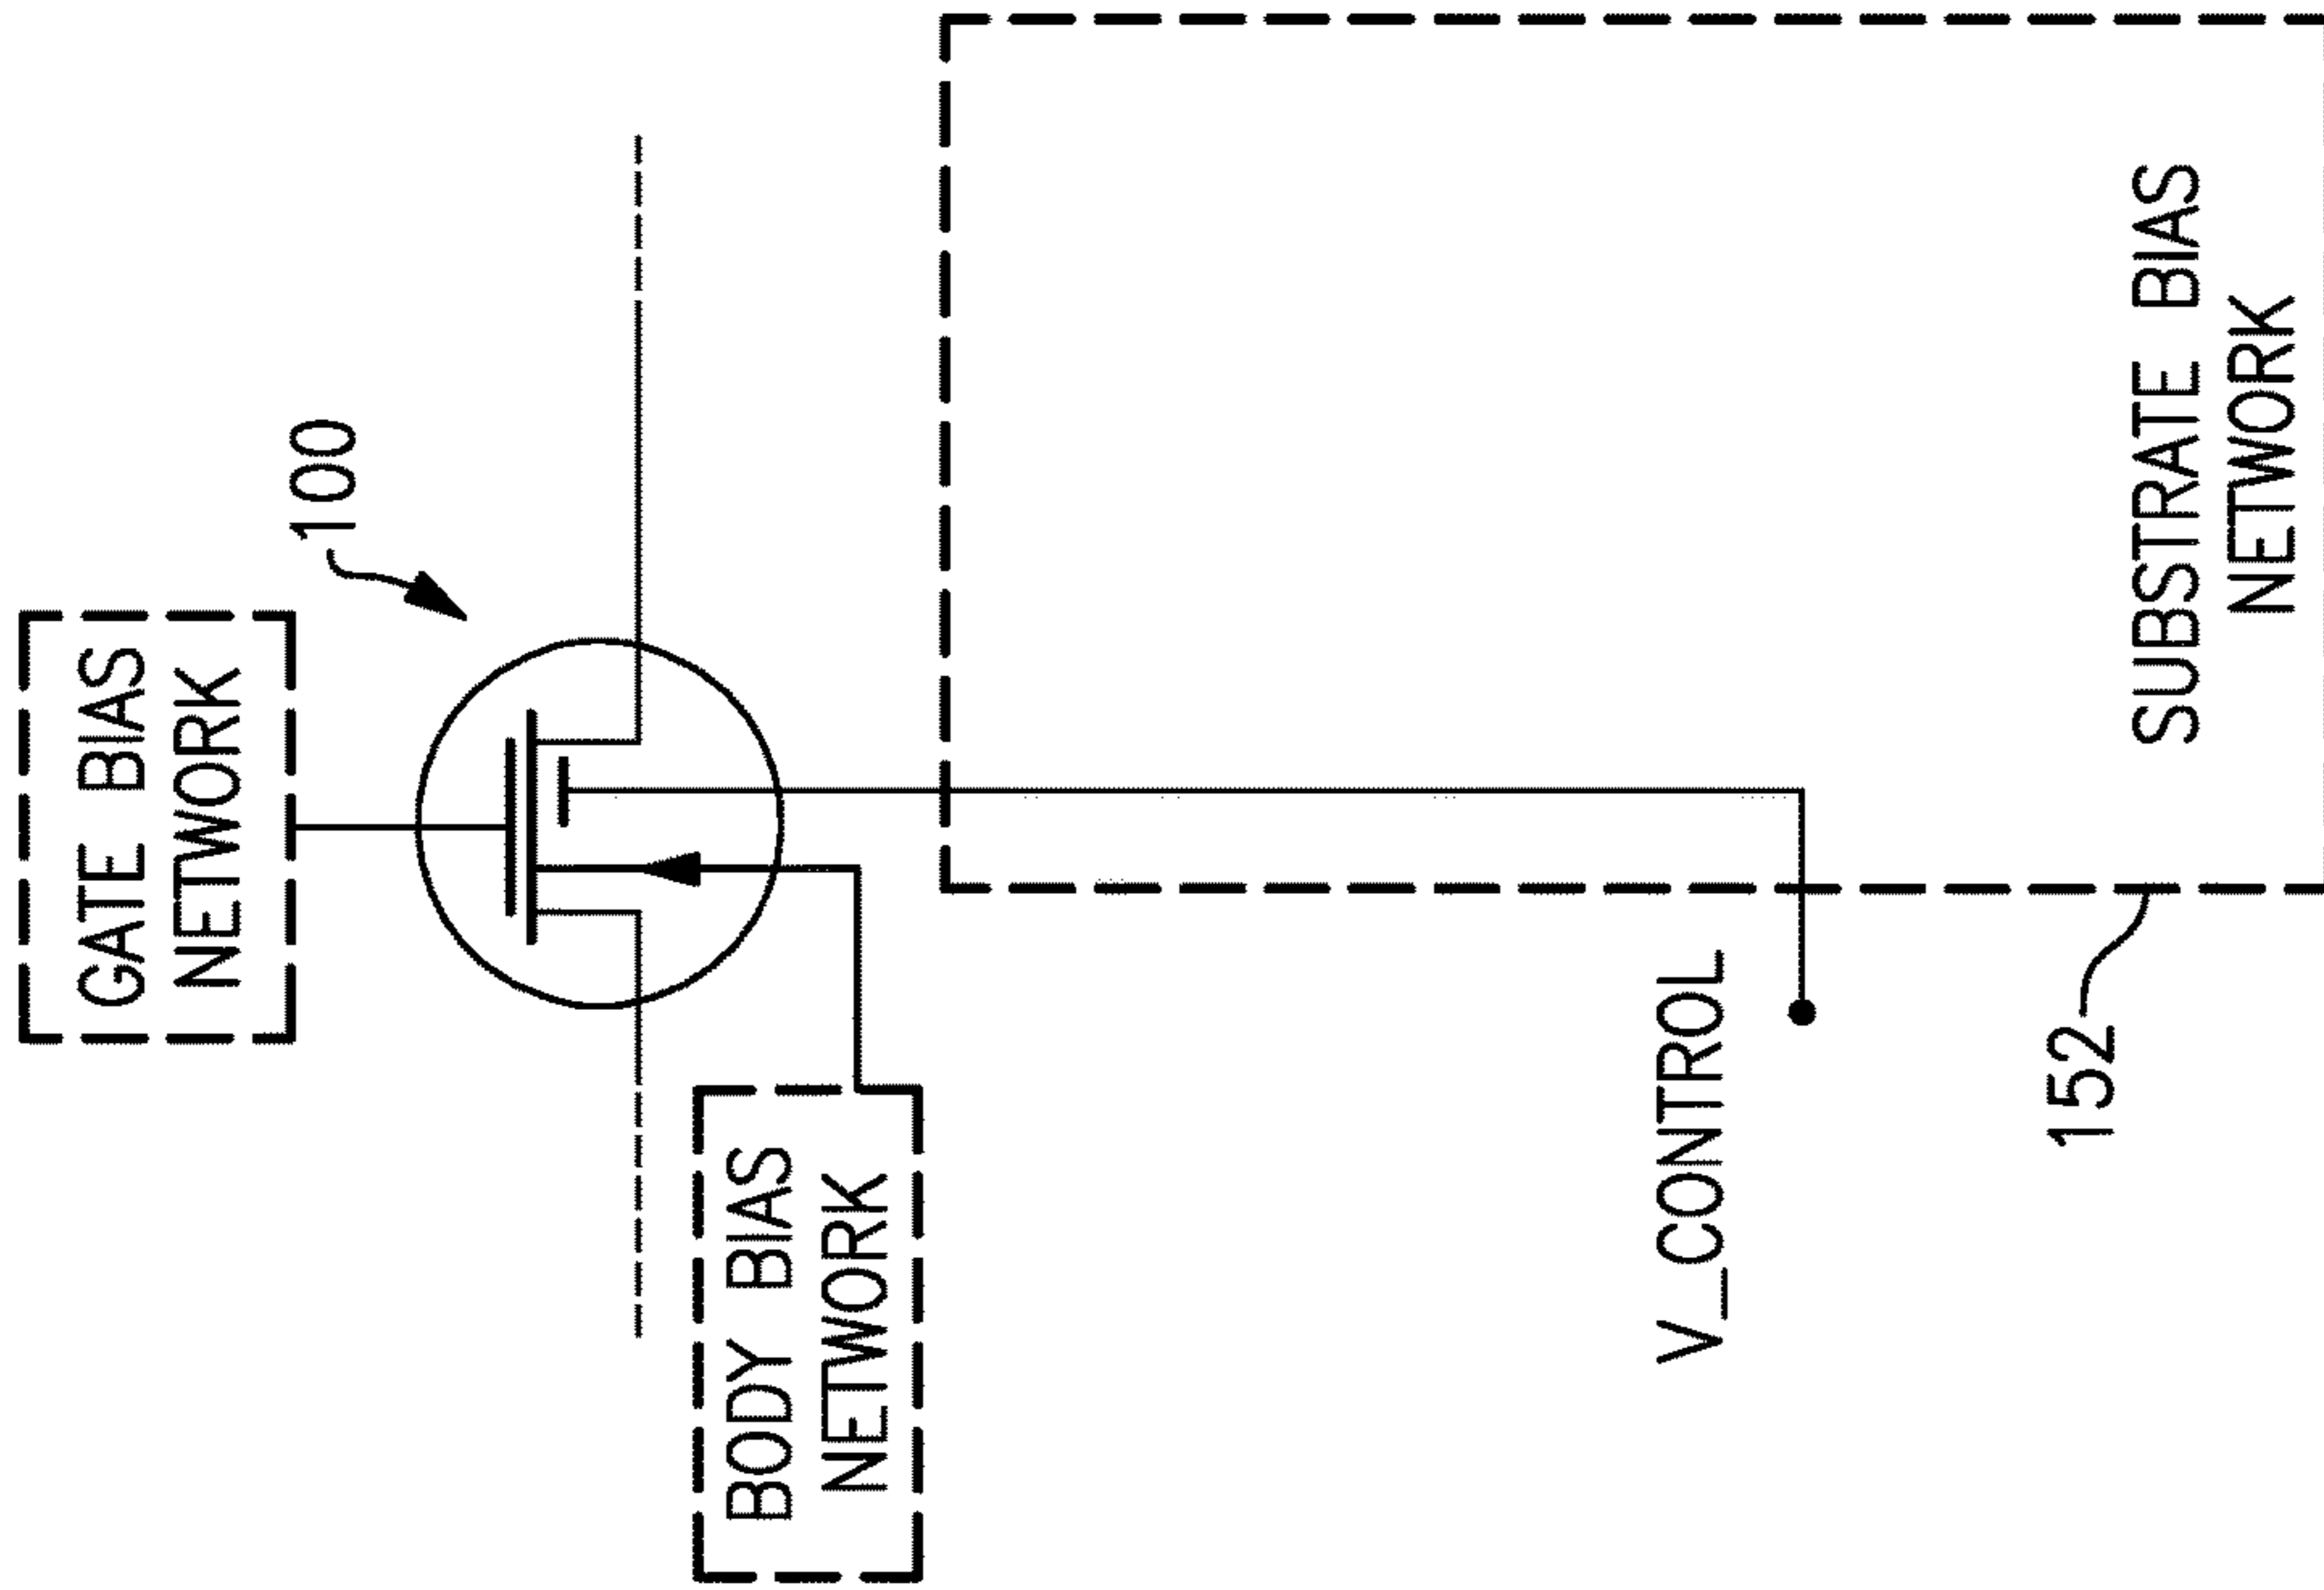 GATE BIAS
NETWORK
100
BODY BIAS
NETWORK
V_CONTROL
152
SUBSTRATE BIAS
NETWORK